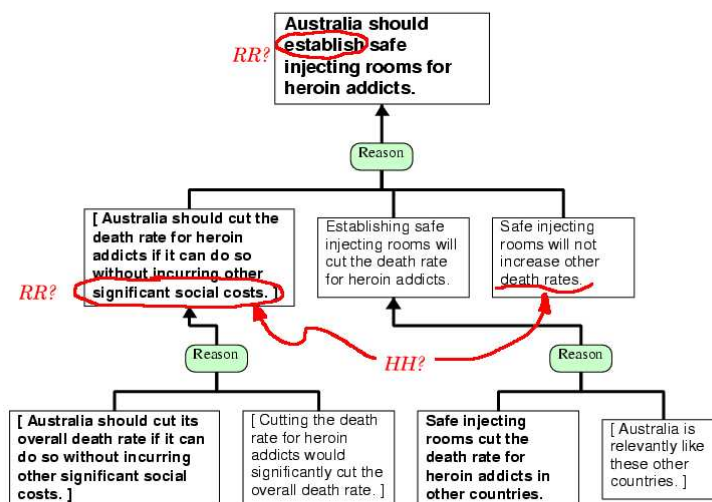 Australia should
establish safe
injecting rooms for
heroin addicts.
RR?
Reason
[ Australia should cut the
death rate for heroin
addicts if it can do so
without incurring other
significant social costs. ]
RR?
Establishing safe
injecting rooms will
cut the death rate
for heroin addicts.
Safe injecting
rooms will not
increase other
death rates.
HH?
Reason
Reason
[ Australia should cut its
overall death rate if it can
do so without incurring
other significant social
costs. ]
[ Cutting the death
rate for heroin
addicts would
significantly cut the
overall death rate. ]
Safe injecting
rooms cut the
death rate for
heroin addicts in
other countries.
[ Australia is
relevantly like
these other
countries. ]